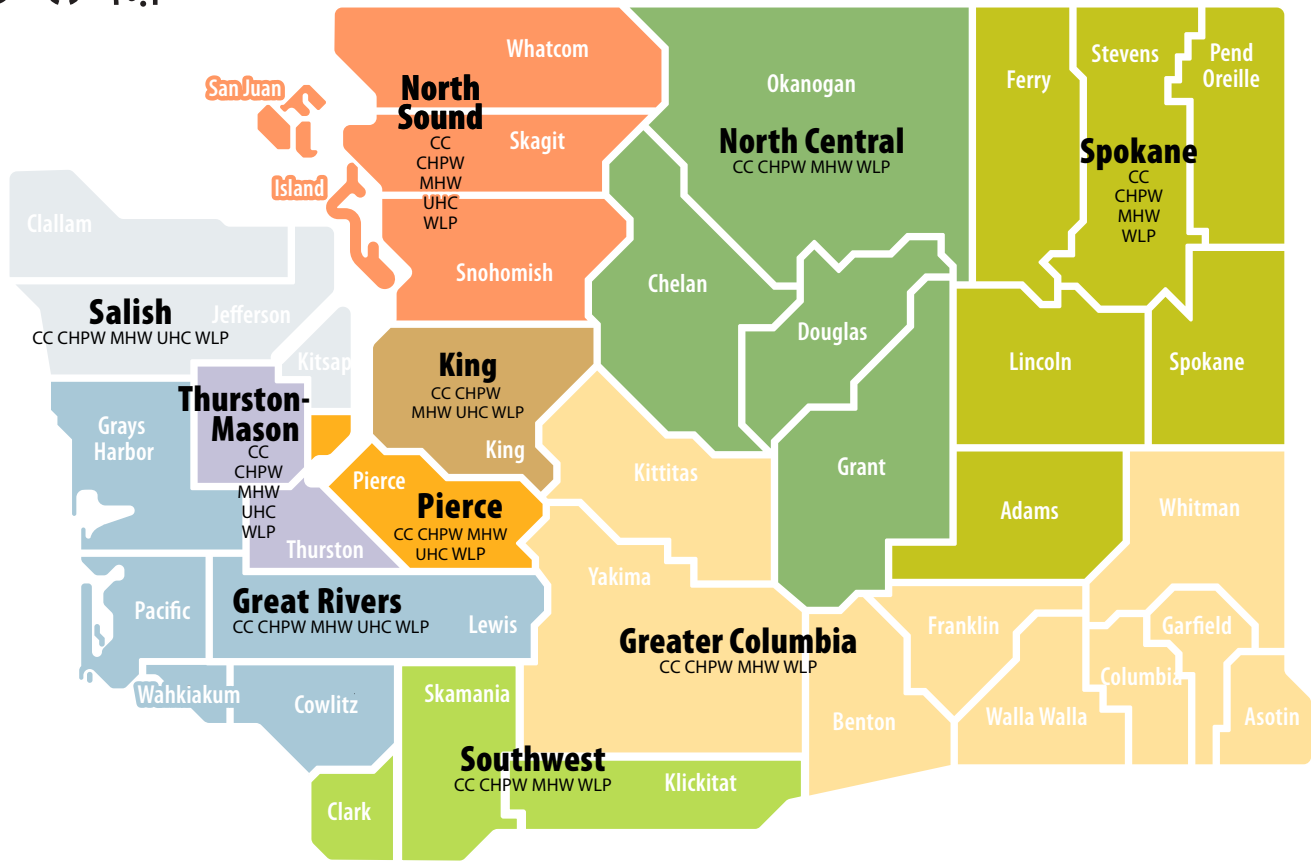 Whatcom
San Juan
North
Sound
CC
CHPW
MHW
UHC
WLP
Skagit
Island
Snohomish
Okanogan
North Central
CC CHPW MHW WLP
Chelan
Douglas
Grant
Ferry
Stevens
Pend
Oreille
Spokane
CC
CHPW
MHW
WLP
Lincoln
Spokane
Adams
Clallam
Salish
Jefferson
CC CHPW MHW UHC WLP
Kitsap
King
CC CHPW
MHW UHC WLP
King
Thurston-
Mason
CC
CHPW
MHW
UHC
WLP
Thurston
Grays
Harbor
Pierce
Pierce
CC CHPW MHW
UHC WLP
Pacific
Great Rivers
CC CHPW MHW UHC WLP
Lewis
Wahkiakum
Cowlitz
Kittitas
Yakima
Greater Columbia
CC CHPW MHW WLP
Benton
Franklin
Walla Walla
Columbia
Garfield
Whitman
Asotin
Skamania
Southwest
CC CHPW MHW WLP
Klickitat
Clark